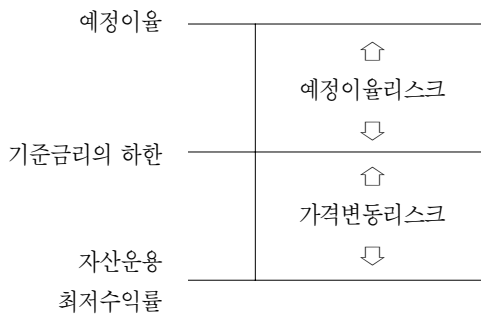 예정이율
예정이율리스크
기준금리의 하한
가격변동리스크
자산운용
최저수익률